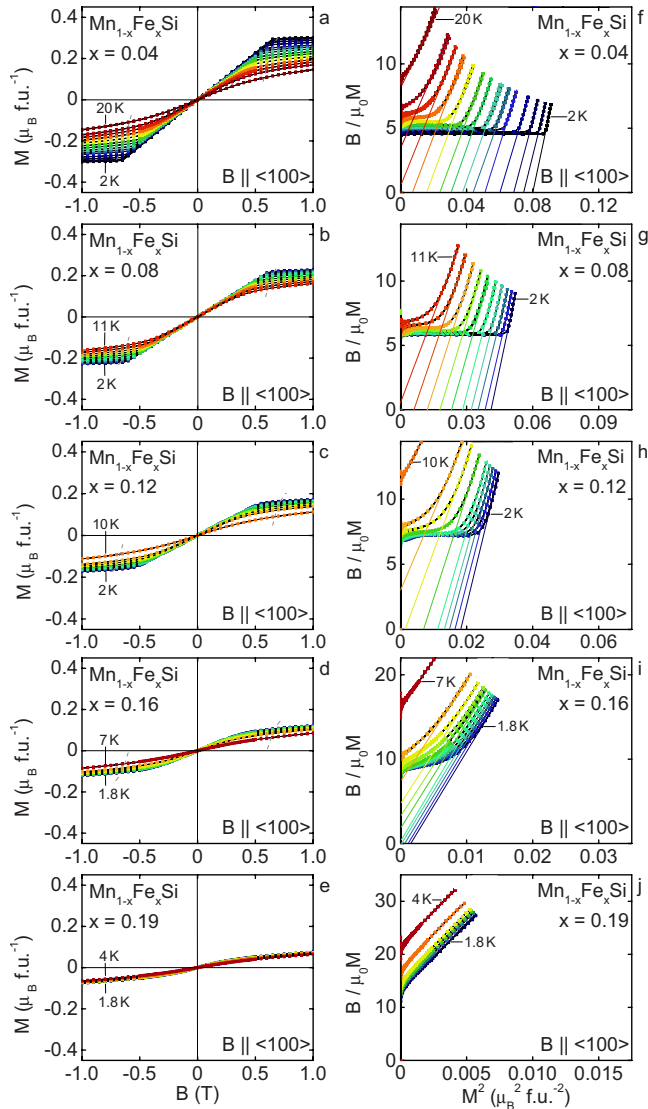 Mn1-xFexSi
x = 0.04
a
M (μB f.u.-1)
0.4
0.2
0
-0.2
-0.4
20K
2K
B || <100>
-1.0 -0.5 0 0.5 1.0
f
20K
Mn1-xFexSi
x = 0.04
B / μ0M
10
5
0
2K
B || <100>
0 0.04 0.08 0.12
Mn1-xFexSi
x = 0.08
b
M (μB f.u.-1)
0.4
0.2
0
-0.2
-0.4
11K
2K
B || <100>
-1.0 -0.5 0 0.5 1.0
g
11K
Mn1-xFexSi
x = 0.08
B / μ0M
10
5
0
2K
B || <100>
0 0.03 0.06 0.09
Mn1-xFexSi
x = 0.12
c
M (μB f.u.-1)
0.4
0.2
0
-0.2
-0.4
10K
2K
B || <100>
-1.0 -0.5 0 0.5 1.0
h
10K
Mn1-xFexSi
x = 0.12
B / μ0M
10
5
0
2K
B || <100>
0 0.02 0.04 0.06
Mn1-xFexSi
x = 0.16
d
M (μB f.u.-1)
0.4
0.2
0
-0.2
-0.4
7K
1.8K
B || <100>
-1.0 -0.5 0 0.5 1.0
i
7K
Mn1-xFexSi
x = 0.16
B / μ0M
20
10
0
1.8K
B || <100>
0 0.01 0.02 0.03
Mn1-xFexSi
x = 0.19
e
M (μB f.u.-1)
0.4
0.2
0
-0.2
-0.4
4K
1.8K
B || <100>
-1.0 -0.5 0 0.5 1.0
B (T)
j
4K
Mn1-xFexSi
x = 0.19
B / μ0M
30
20
10
0
1.8K
B || <100>
0 0.005 0.010 0.015
M2 (μB2 f.u.-2)